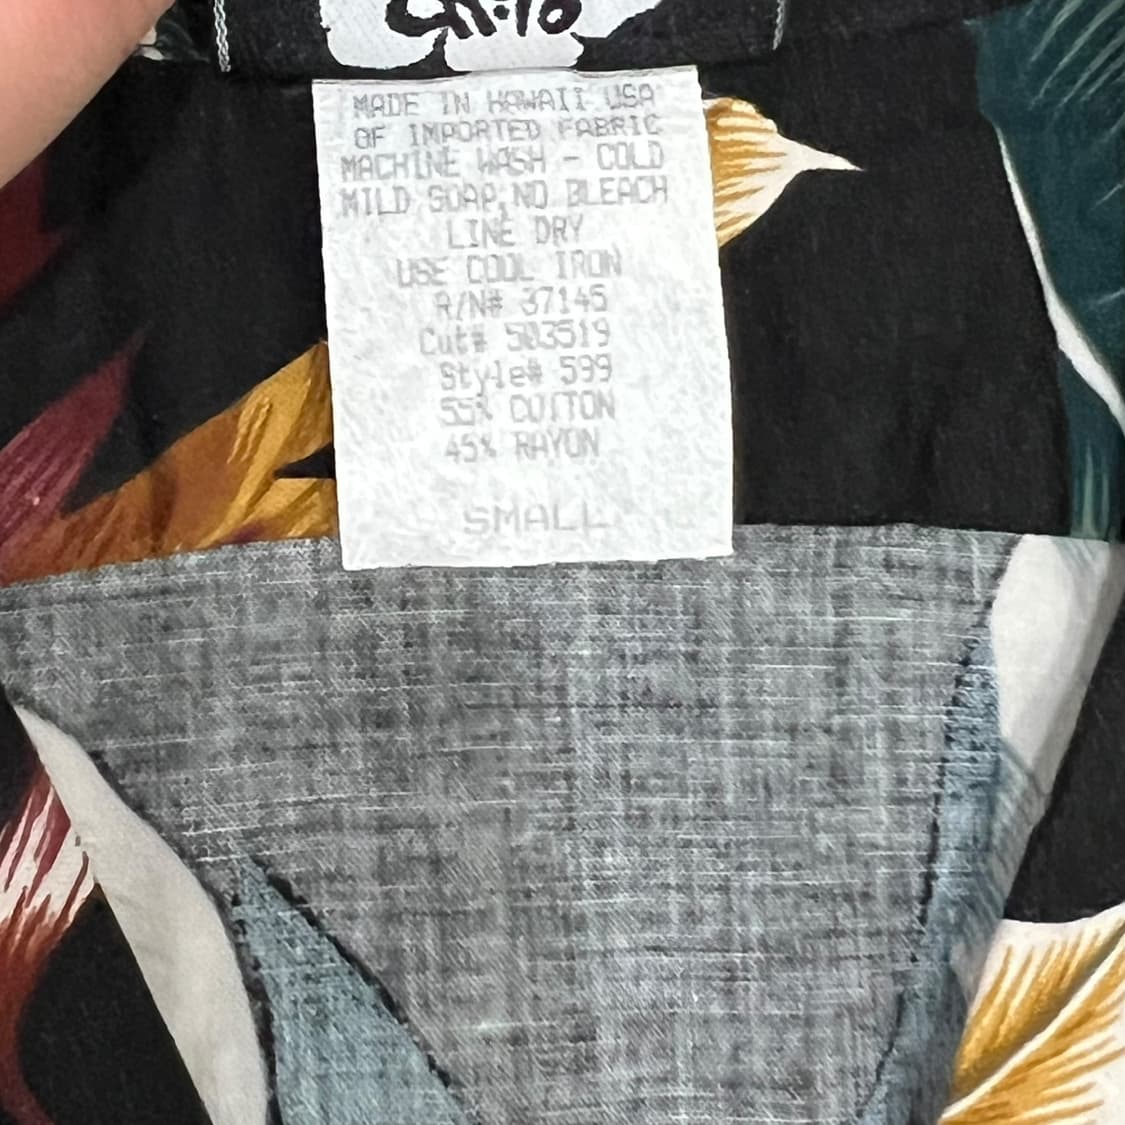 MADE IN HAWAII USA
OF IMPORTED FABRIC
MACHINE WASH - COLD
MILD SOAP, NO BLEACH
LINE DRY
USE COOL IRON
R/N# 37145
Cut# 503519
Style# 599
55% COTTON
45% RAYON
SMALL